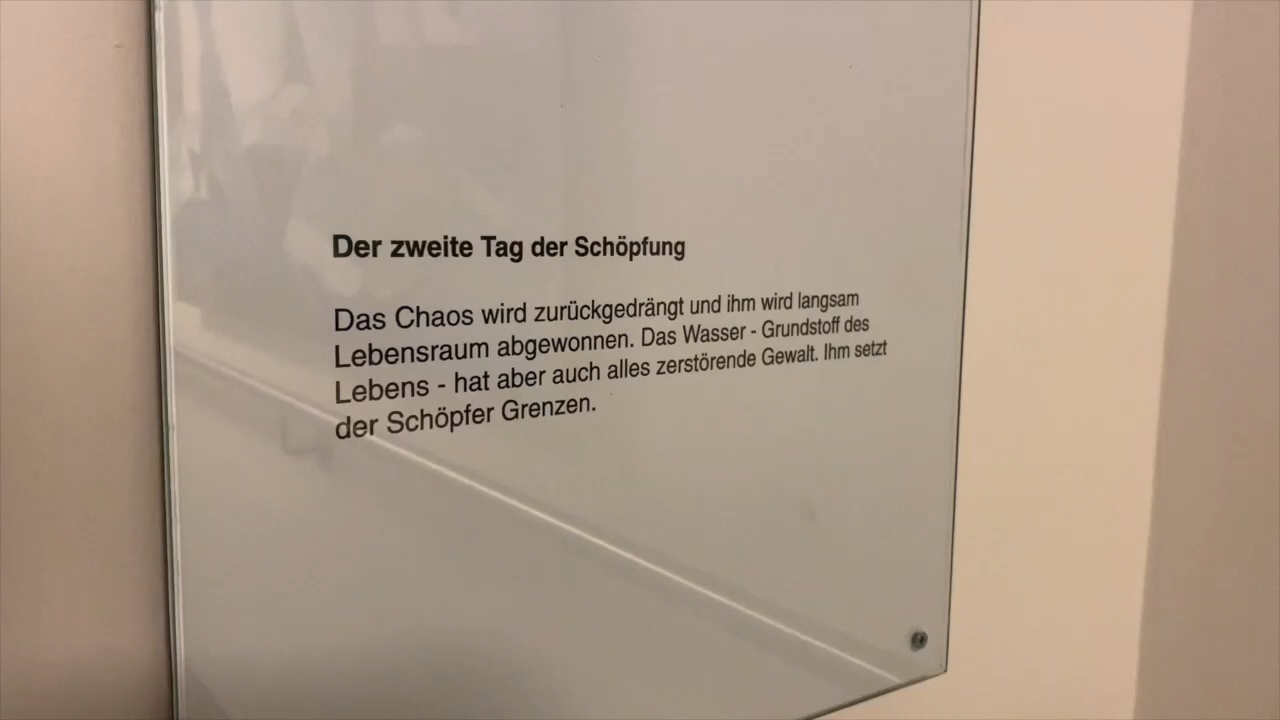 Der zweite Tag der Schöpfung
Das Chaos wird zurückgedrängt und ihm wird langsam
Lebensraum abgewonnen. Das Wasser - Grundstoff des
Lebens - hat aber auch alles zerstörende Gewalt. Ihm setzt
der Schöpfer Grenzen.